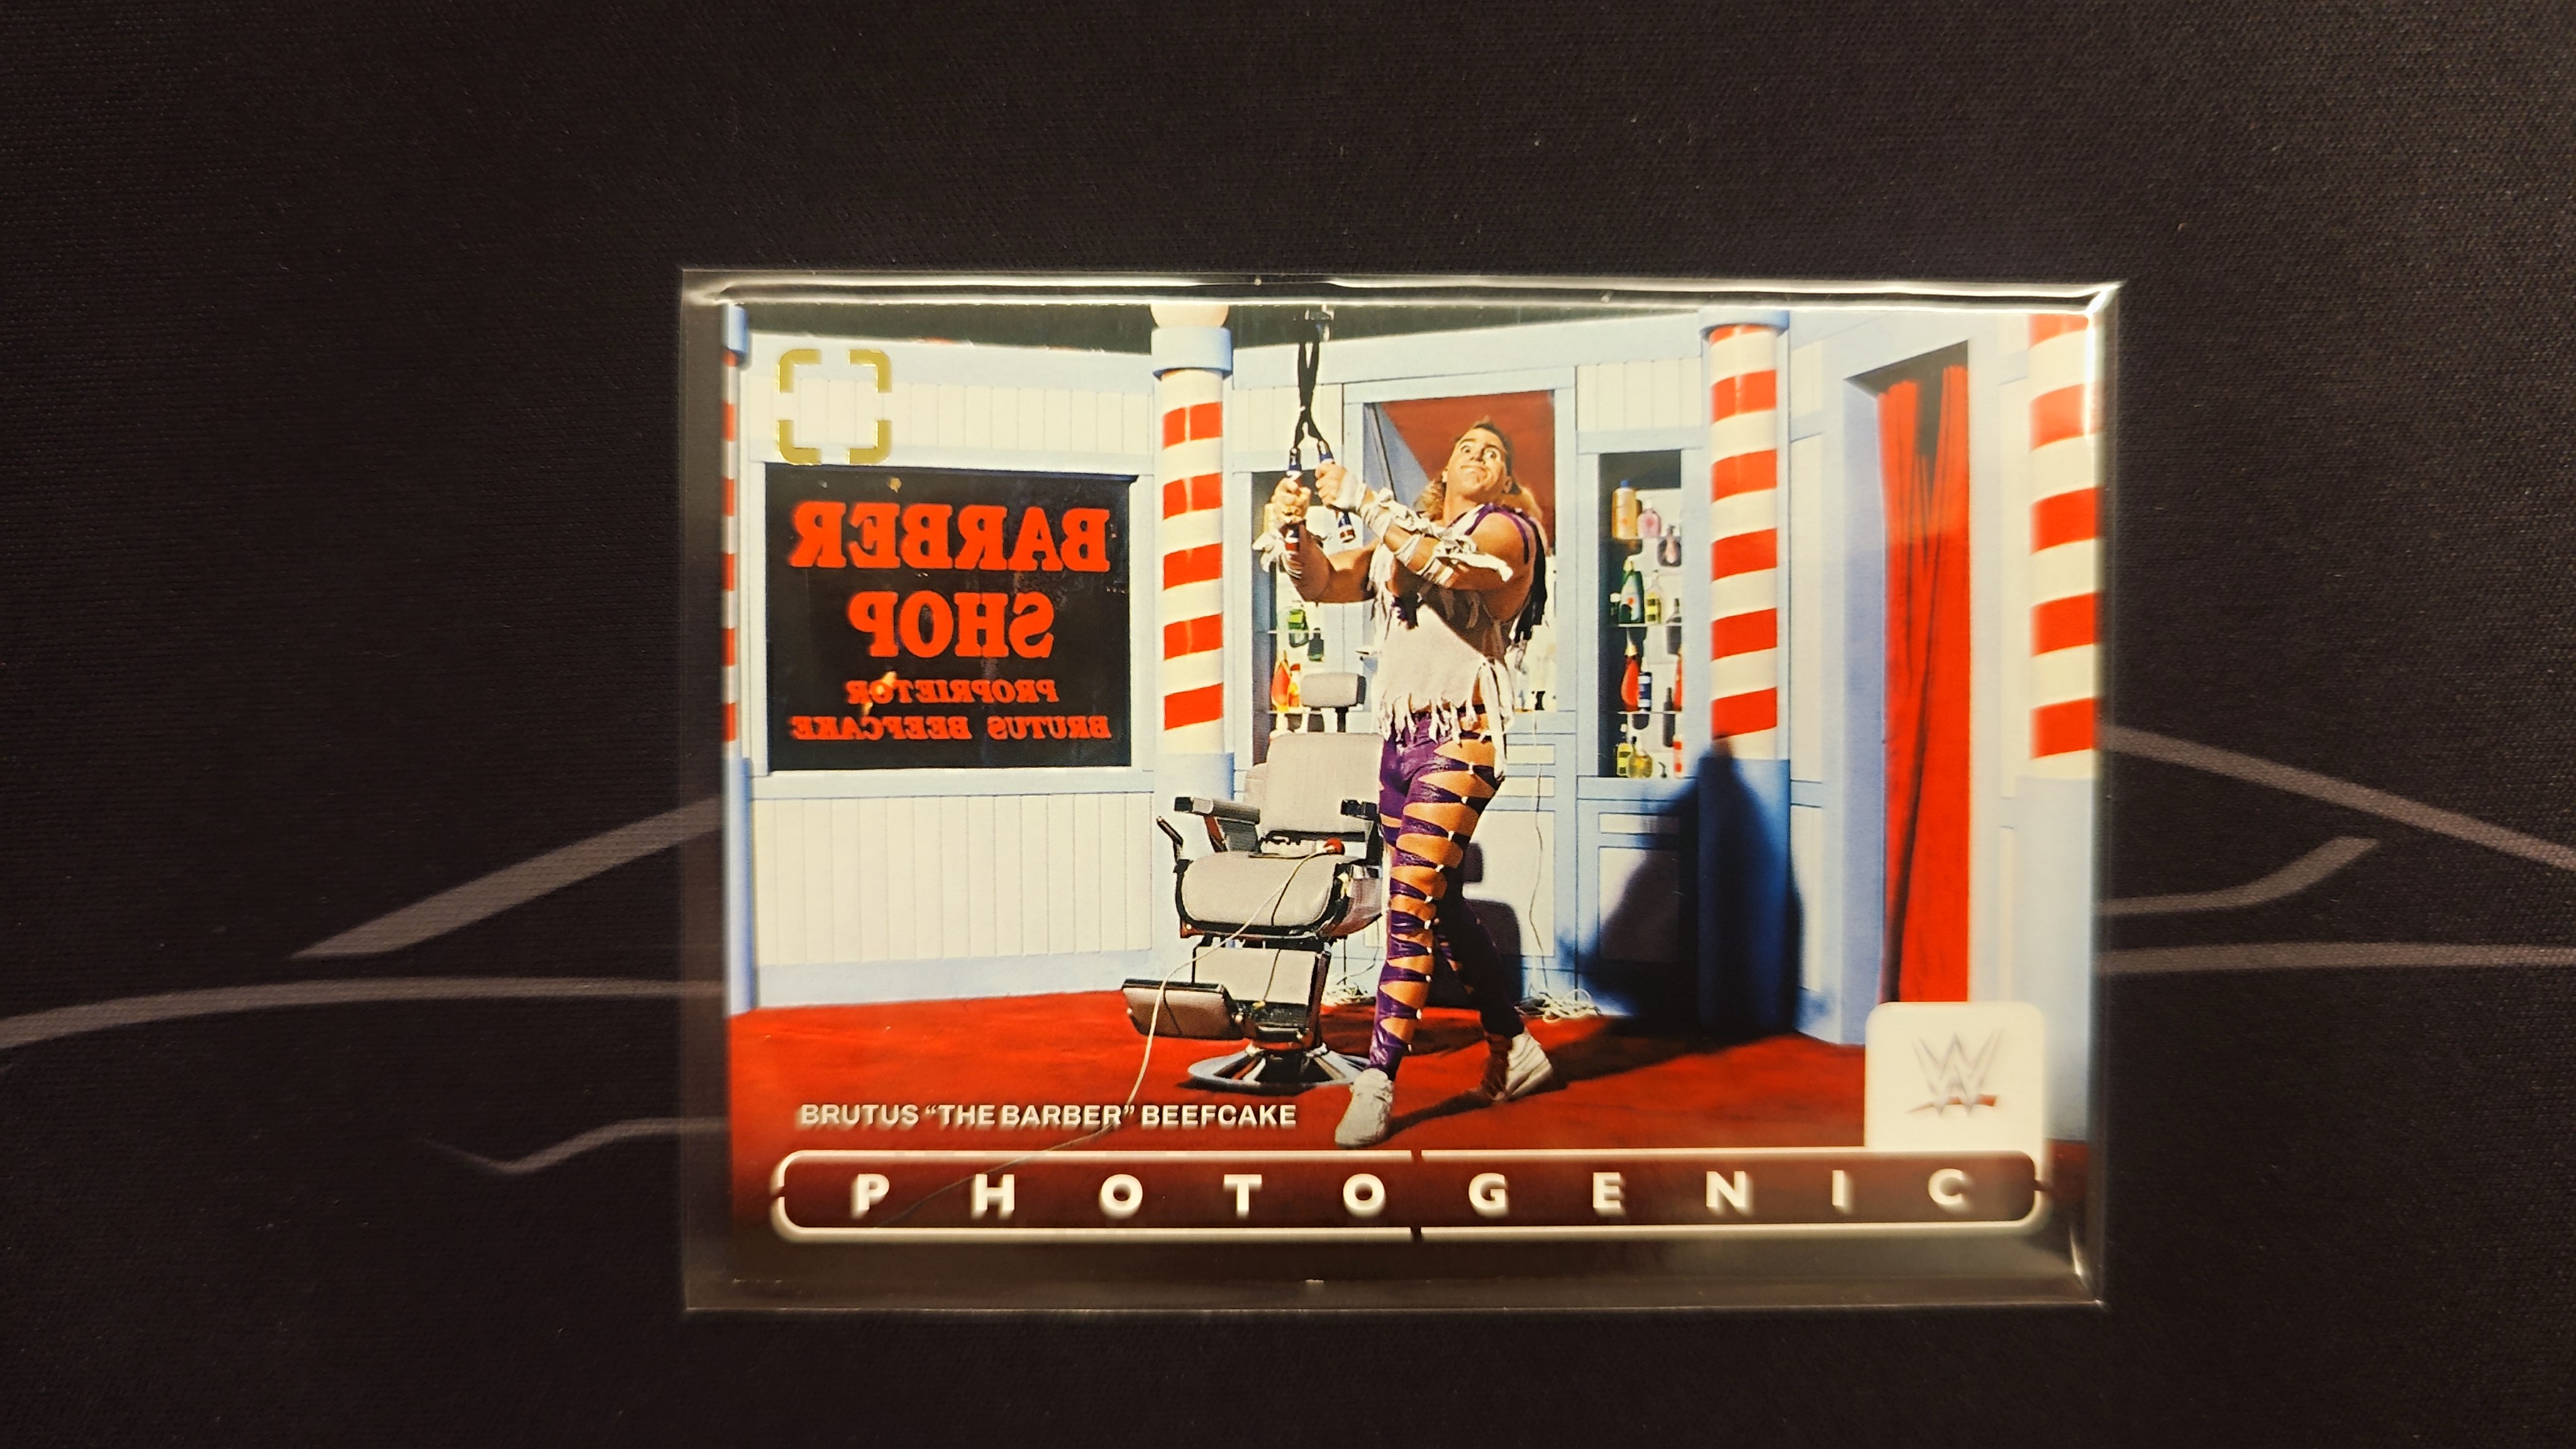 BARBER
SHOP
PROPRIETOR
BRUTUS BEEFCAKE
BRUTUS “THE BARBER” BEEFCAKE
PHOTOGENIC